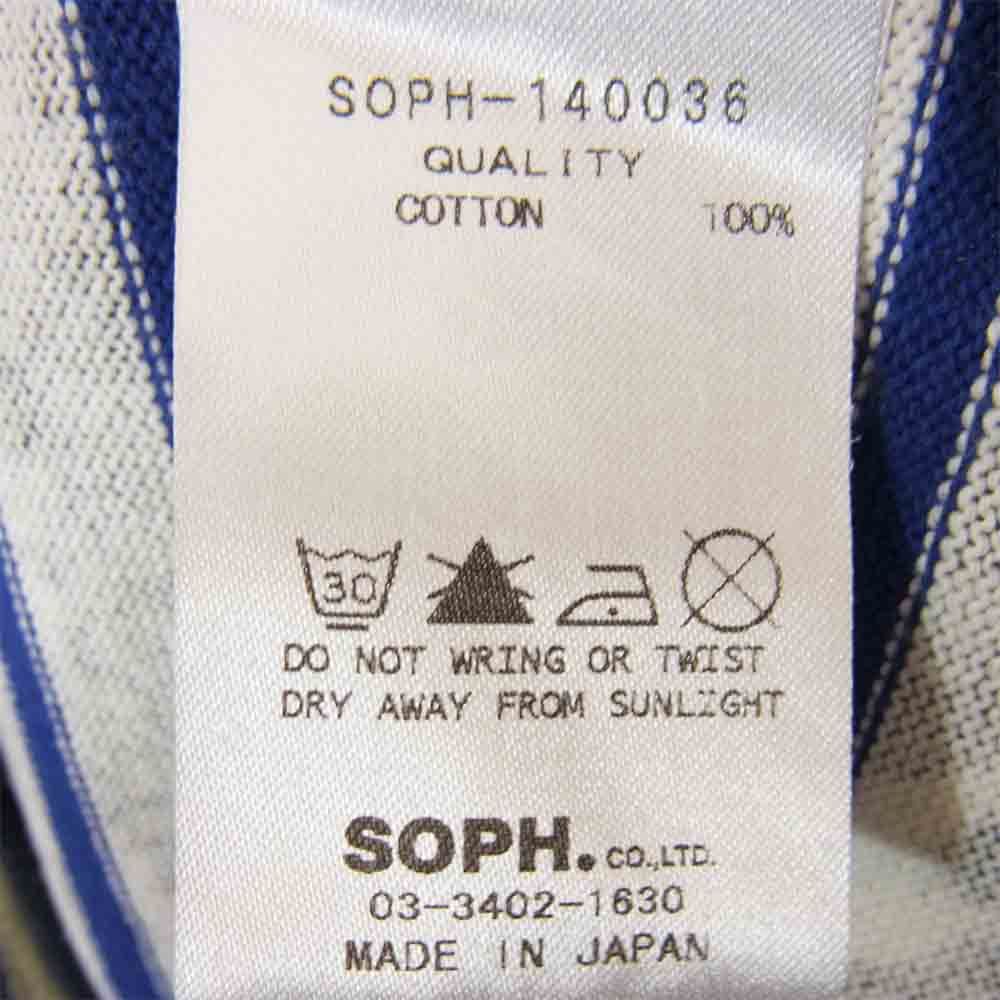 SOPH-140036
QUALITY
COTTON 100%
30
DO NOT WRING OR TWIST
DRY AWAY FROM SUNLIGHT
SOPH. CO.,LTD.
03-3402-1630
MADE IN JAPAN